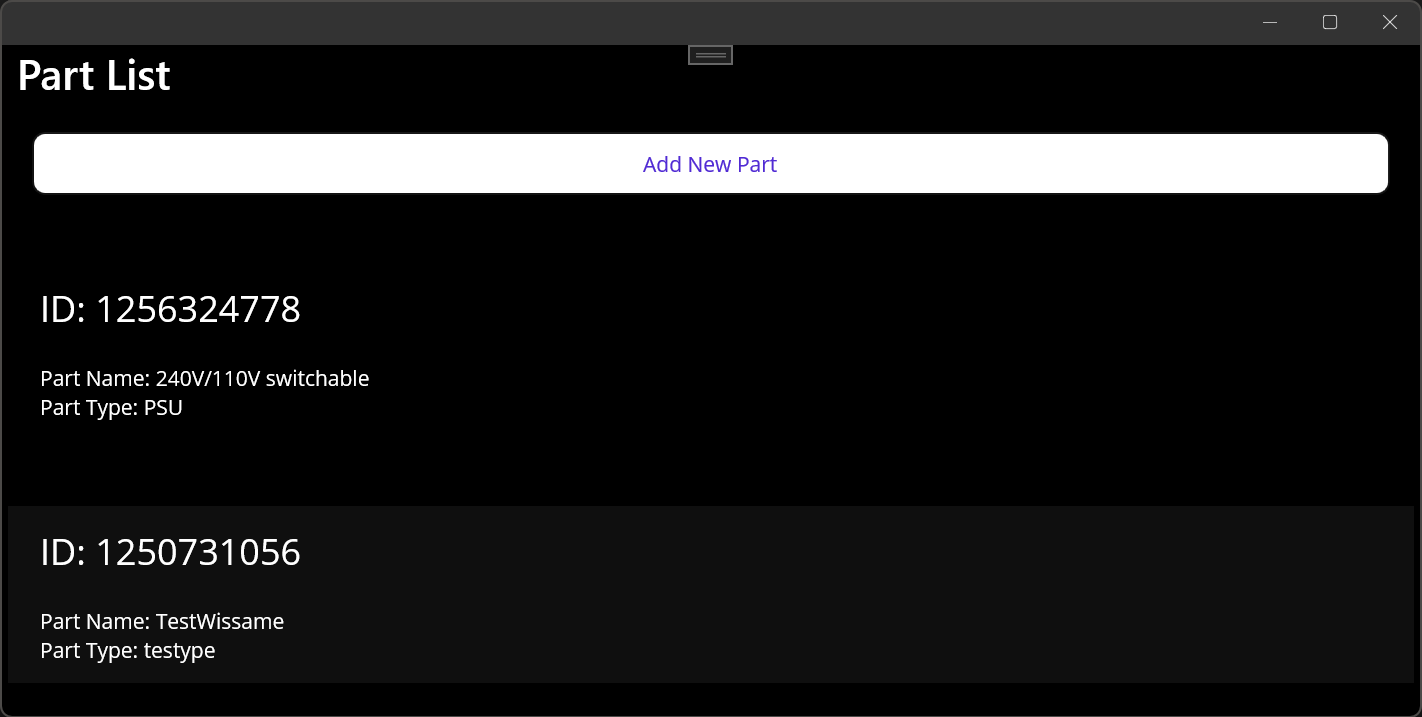 Part List
Add New Part
ID: 1256324778
Part Name: 240V/110V switchable
Part Type: PSU
ID: 1250731056
Part Name: TestWissame
Part Type: testype